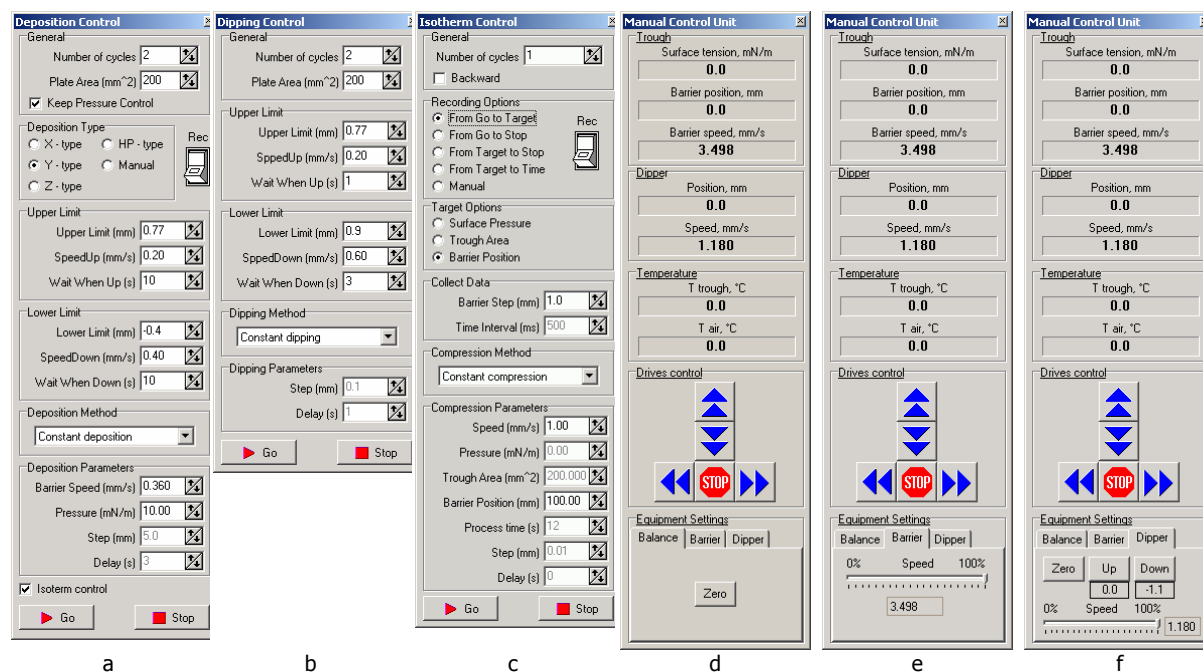 Deposition Control
General
Number of cycles 2
Plate Area (mm^2) 200
Keep Pressure Control
Deposition Type
X - type HP - type
Y - type Manual
Z - type
Rec
Upper Limit
Upper Limit (mm) 0.77
SpeedUp (mm/s) 0.20
Wait When Up (s) 10
Lower Limit
Lower Limit (mm) -0.4
SpeedDown (mm/s) 0.40
Wait When Down (s) 10
Deposition Method
Constant deposition
Deposition Parameters
Barrier Speed (mm/s) 0.360
Pressure (mN/m) 10.00
Step (mm) 5.0
Delay (s) 3
Isoterm control
Go Stop
a
Dipping Control
General
Number of cycles 2
Plate Area (mm^2) 200
Upper Limit
Upper Limit (mm) 0.77
SppedUp (mm/s) 0.20
Wait When Up (s) 1
Lower Limit
Lower Limit (mm) 0.9
SppedDown (mm/s) 0.60
Wait When Down (s) 3
Dipping Method
Constant dipping
Dipping Parameters
Step (mm) 0.1
Delay (s) 1
Go Stop
b
Isotherm Control
General
Number of cycles 1
Backward
Recording Options
From Go to Target
From Go to Stop
From Target to Stop
From Target to Time
Manual
Rec
Target Options
Surface Pressure
Trough Area
Barrier Position
Collect Data
Barrier Step (mm) 1.0
Time Interval (ms) 500
Compression Method
Constant compression
Compression Parameters
Speed (mm/s) 1.00
Pressure (mN/m) 0.00
Trough Area (mm^2) 200.000
Barrier Position (mm) 100.00
Process time (s) 12
Step (mm) 0.01
Delay (s) 0
Go Stop
c
Manual Control Unit
Trough
Surface tension, mN/m
0.0
Barrier position, mm
0.0
Barrier speed, mm/s
3.498
Dipper
Position, mm
0.0
Speed, mm/s
1.180
Temperature
T trough, °C
0.0
T air, °C
0.0
Drives control
STOP
Equipment Settings
Balance Barrier Dipper
Zero
d
Manual Control Unit
Trough
Surface tension, mN/m
0.0
Barrier position, mm
0.0
Barrier speed, mm/s
3.498
Dipper
Position, mm
0.0
Speed, mm/s
1.180
Temperature
T trough, °C
0.0
T air, °C
0.0
Drives control
STOP
Equipment Settings
Balance Barrier Dipper
0% Speed 100%
3.498
e
Manual Control Unit
Trough
Surface tension, mN/m
0.0
Barrier position, mm
0.0
Barrier speed, mm/s
3.498
Dipper
Position, mm
0.0
Speed, mm/s
1.180
Temperature
T trough, °C
0.0
T air, °C
0.0
Drives control
STOP
Equipment Settings
Balance Barrier Dipper
Zero Up Down
0.0 -1.1
0% Speed 100%
1.180
f